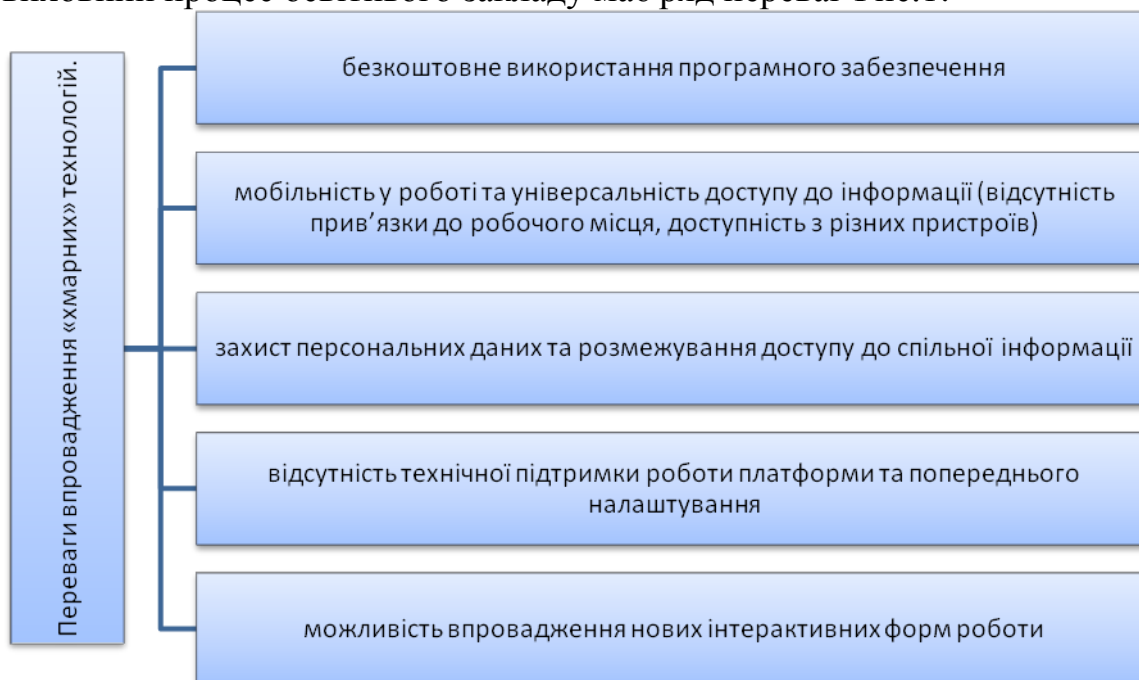 процес освітнього закладу має ряд переваг Рис.1.
Переваги впровадження «хмарних» технологій.
безкоштовне використання програмного забезпечення
мобільність у роботі та універсальність доступу до інформації (відсутність
прив’язки до робочого місця, доступність з різних пристроїв)
захист персональних даних та розмежування доступу до спільної інформації
відсутність технічної підтримки роботи платформи та попереднього
налаштування
можливість впровадження нових інтерактивних форм роботи